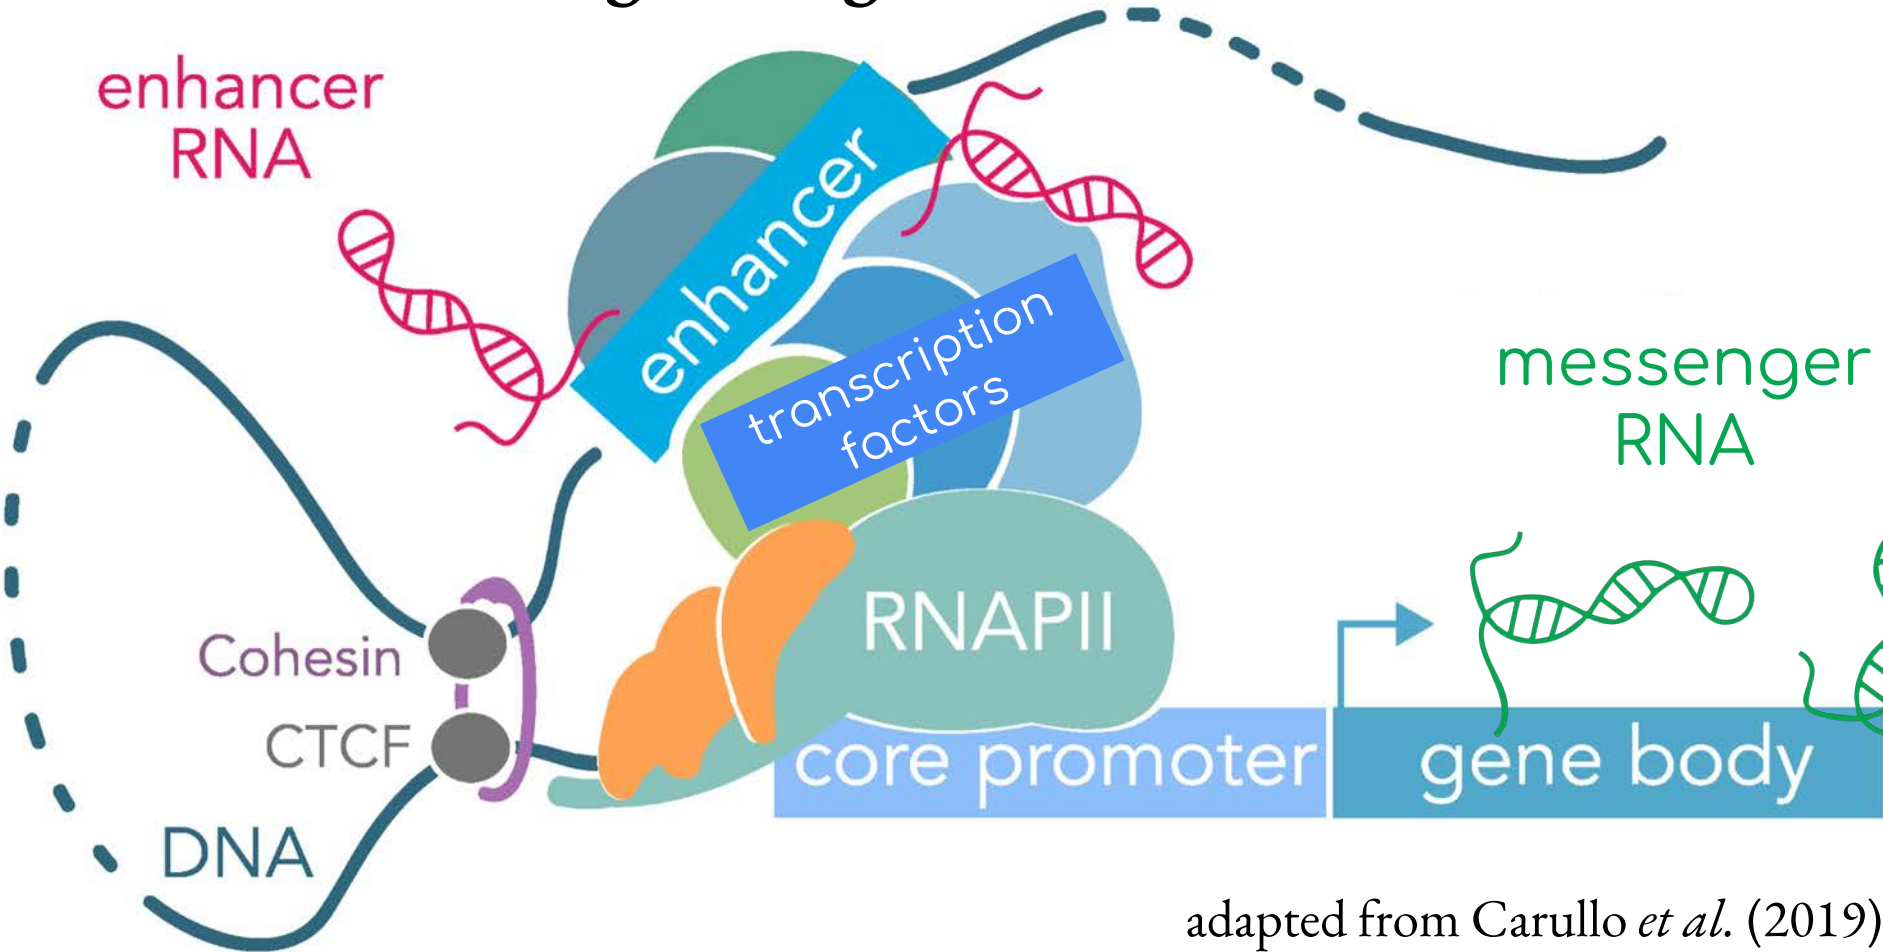 enhancer
RNA
enhancer
transcription
factors
messenger
RNA
RNAPII
Cohesin
CTCF
core promoter
gene body
DNA
adapted from Carullo et al. (2019)